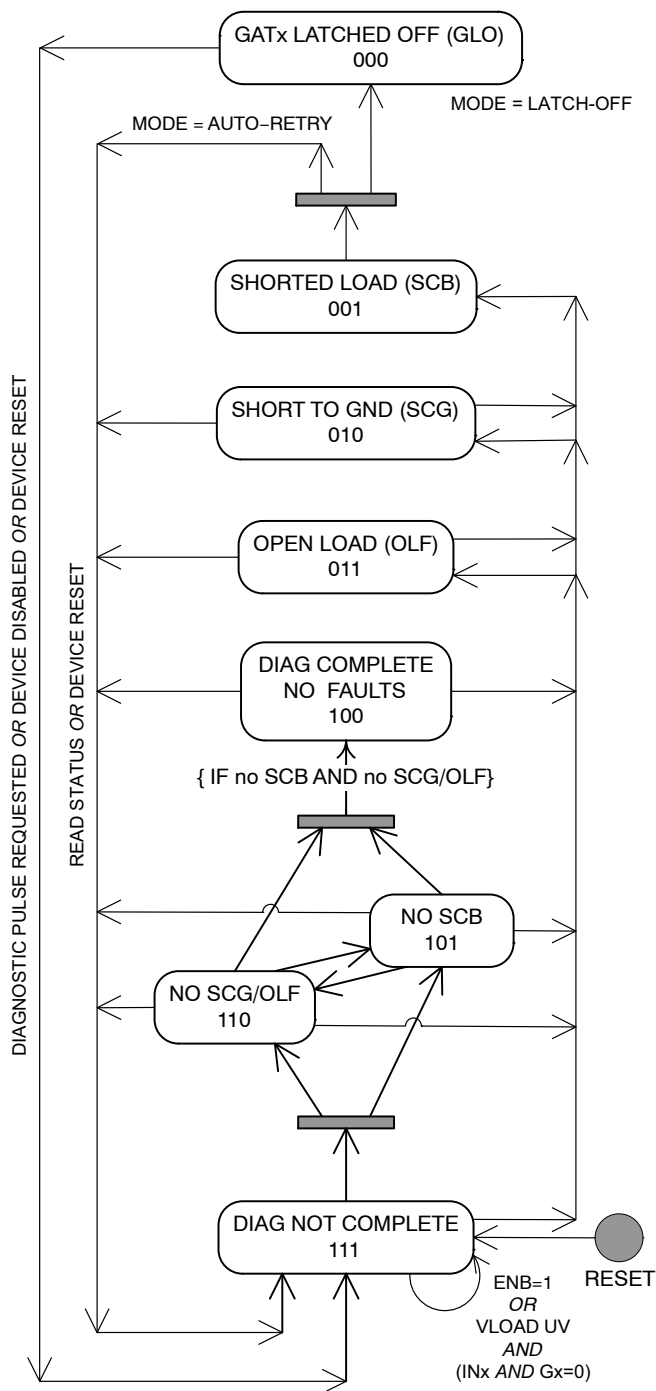 GATx LATCHED OFF (GLO)
000
MODE = LATCH-OFF
MODE = AUTO−RETRY
SHORTED LOAD (SCB)
001
SHORT TO GND (SCG)
010
OPEN LOAD (OLF)
011
DIAG COMPLETE
NO FAULTS
100
{ IF no SCB AND no SCG/OLF}
NO SCB
101
NO SCG/OLF
110
DIAG NOT COMPLETE
111
RESET
ENB=1
OR
VLOAD UV
AND
(INx AND Gx=0)
DIAGNOSTIC PULSE REQUESTED OR DEVICE DISABLED OR DEVICE RESET
READ STATUS OR DEVICE RESET